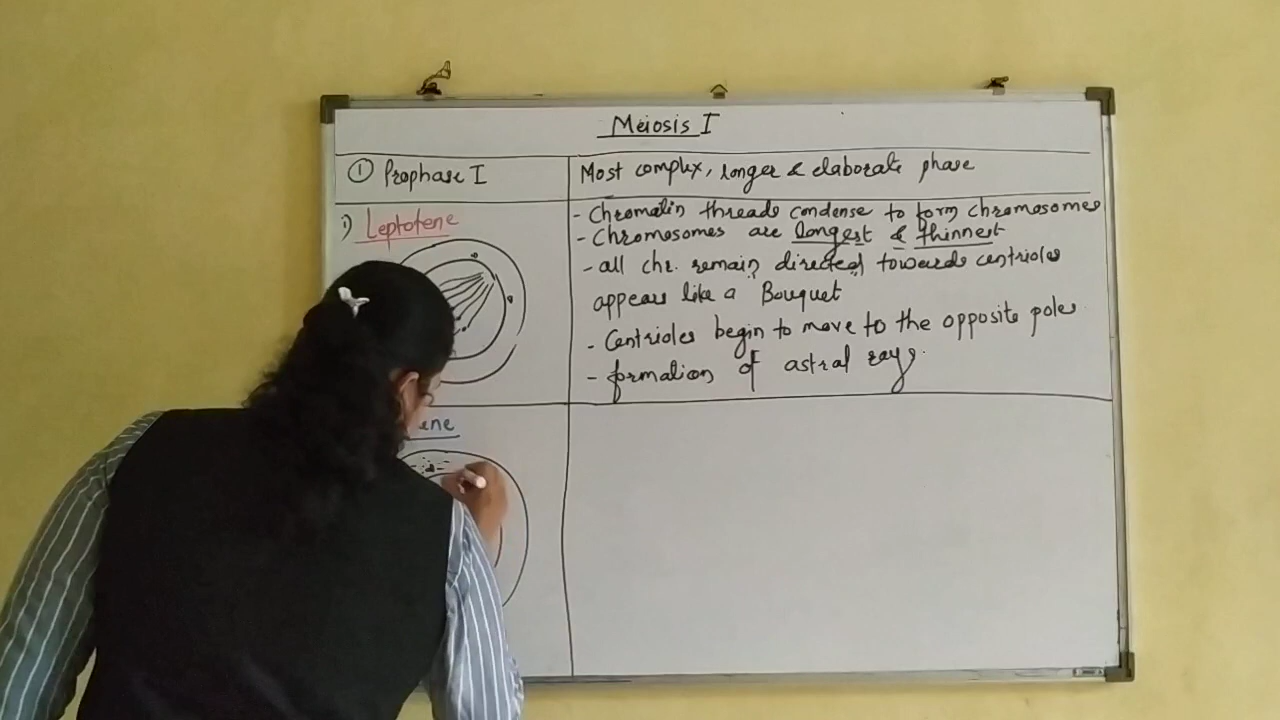 Meiosis I
① Prophase I
Most complex, longer & elaborate phase
i) Leptotene
- Chromatin threads condense to form chromosomes
- Chromosomes are longest & thinnest
- all chr. remain directed towards centrioles
appears like a "Bouquet"
- Centrioles begin to move to the opposite poles
- formation of astral rays.
ene